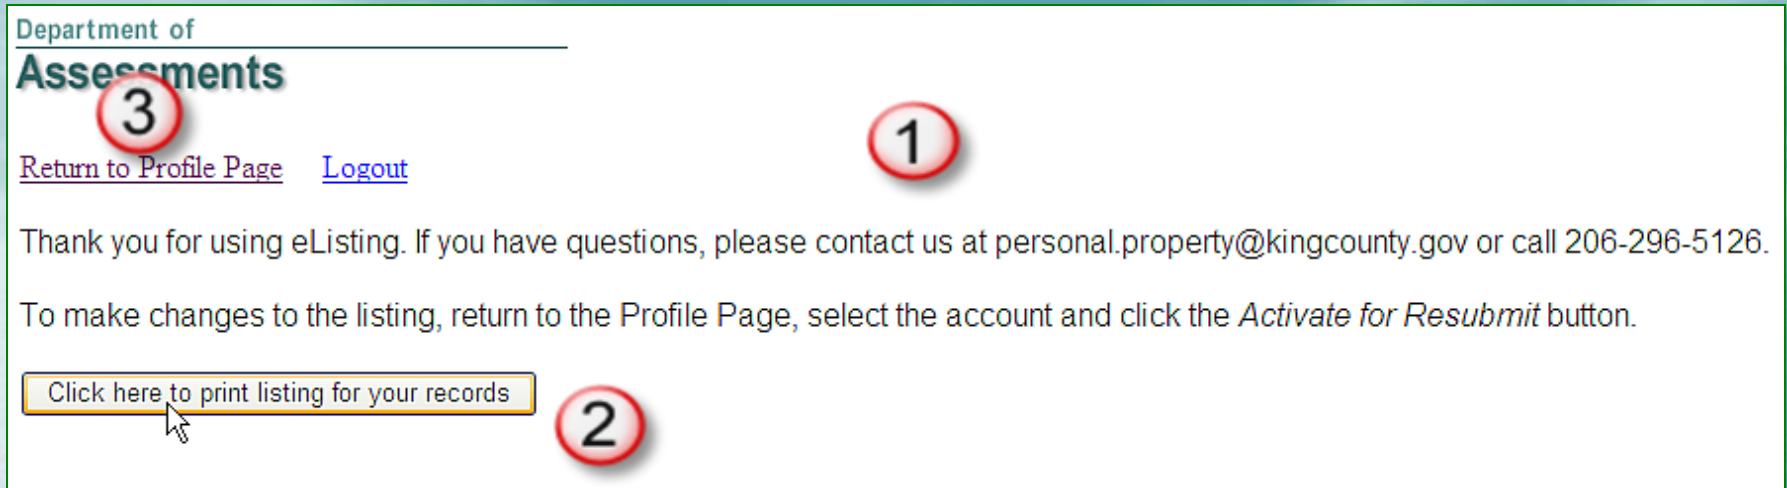 Department of
Assessments
3
1
Return to Profile Page Logout
Thank you for using eListing. If you have questions, please contact us at personal.property@kingcounty.gov or call 206-296-5126.
To make changes to the listing, return to the Profile Page, select the account and click the Activate for Resubmit button.
Click here to print listing for your records
2